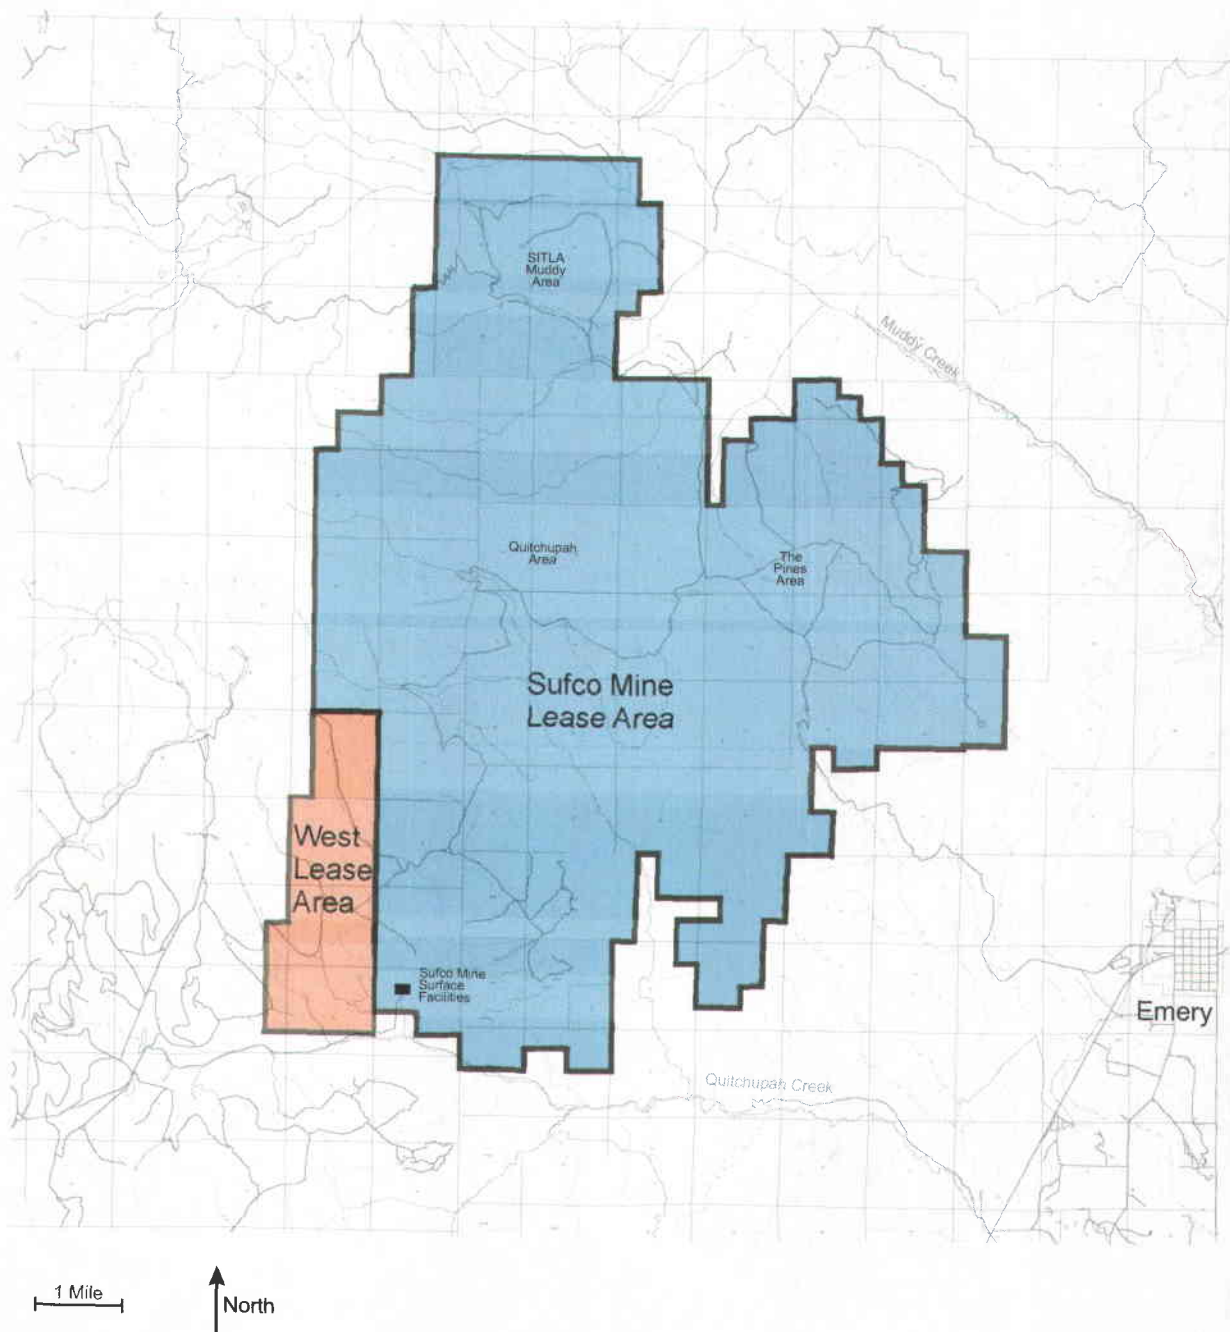 SITLA
Muddy
Area
Muddy Creek
Quitchupah
Area
The
Pines
Area
Sufco Mine
Lease Area
West
Lease
Area
Sufco Mine
Surface
Facilities
Emery
Quitchupah Creek
1 Mile
North